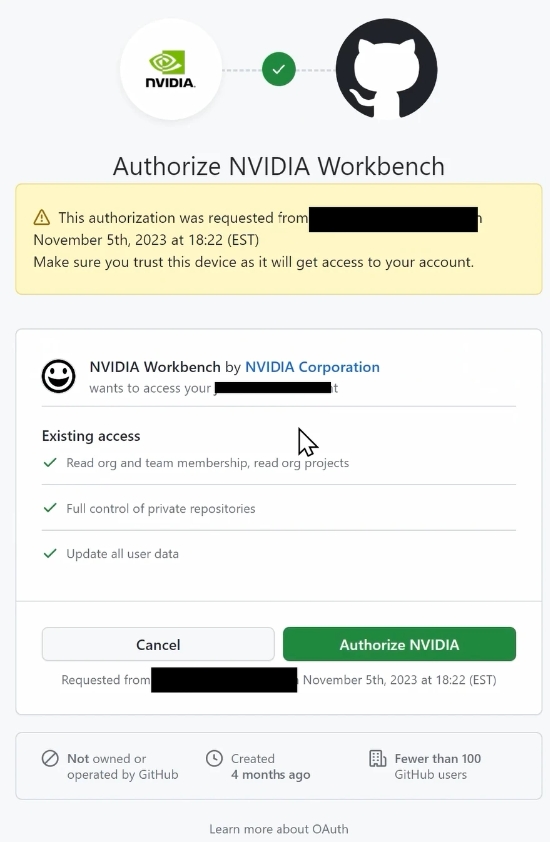 NVIDIA.
Authorize NVIDIA Workbench
This authorization was requested from
November 5th, 2023 at 18:22 (EST)
Make sure you trust this device as it will get access to your account.
NVIDIA Workbench by NVIDIA Corporation
wants to access your
Existing access
Read org and team membership, read org projects
Full control of private repositories
Update all user data
Cancel
Authorize NVIDIA
Requested from November 5th, 2023 at 18:22 (EST)
Not owned or
operated by GitHub
Created
4 months ago
Fewer than 100
GitHub users
Learn more about OAuth